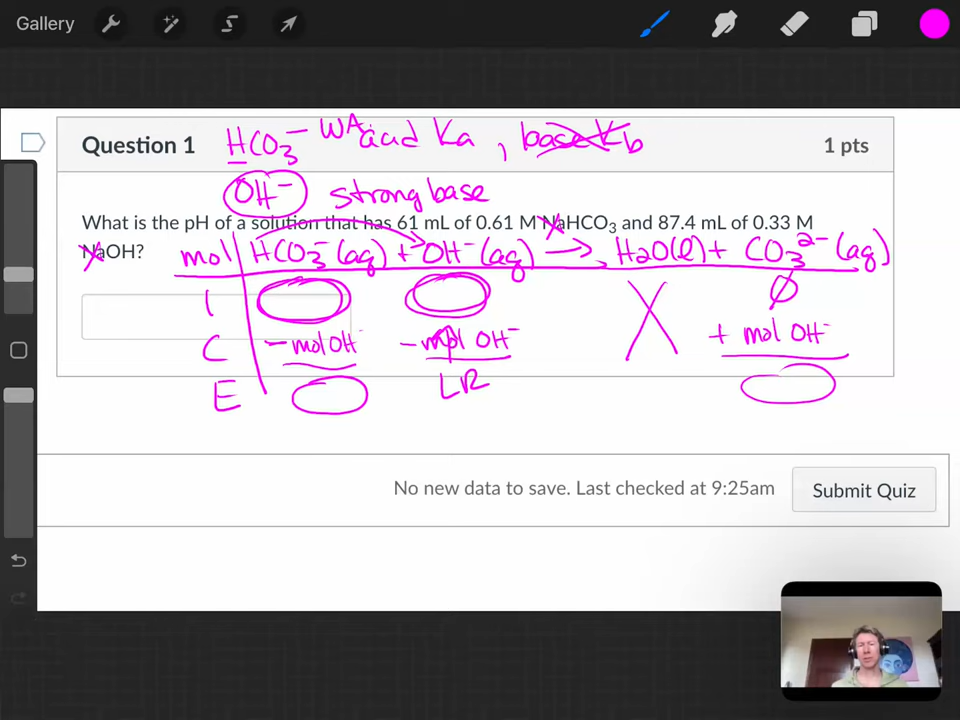 Gallery
Question 1 HCO3- WA acid Ka , base Kb 1 pts
OH- strong base
What is the pH of a solution that has 61 mL of 0.61 M NaHCO3 and 87.4 mL of 0.33 M
NaOH?
mol HCO3-(aq) + OH-(aq) → H2O(l) + CO3 2-(aq)
I Ø
C - mol OH- - mol OH- + mol OH-
E LR
No new data to save. Last checked at 9:25am Submit Quiz